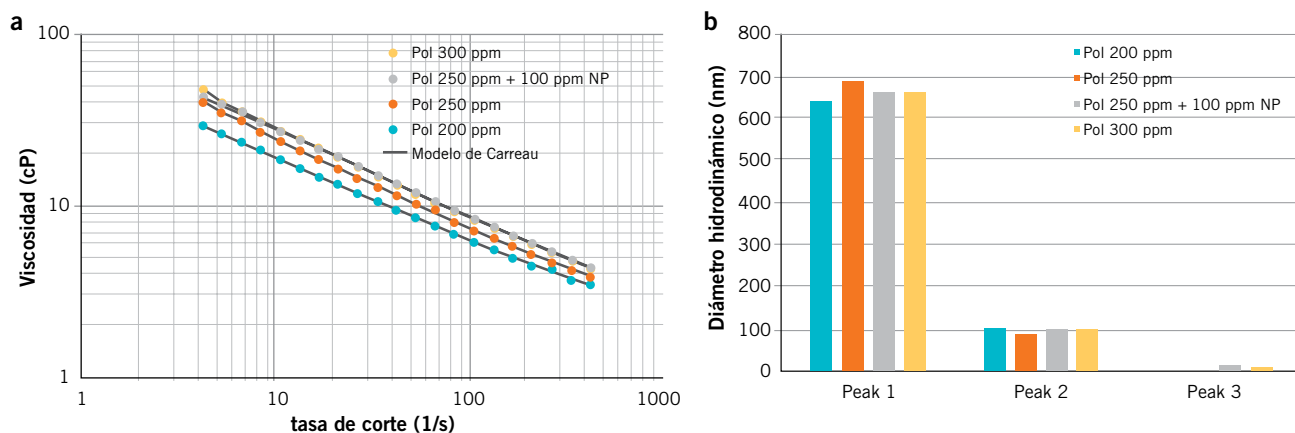 a
100
10
1
Viscosidad (cP)
1
10
100
1000
tasa de corte (1/s)
Pol 300 ppm
Pol 250 ppm + 100 ppm NP
Pol 250 ppm
Pol 200 ppm
Modelo de Carreau
b
800
700
600
500
400
300
200
100
0
Diámetro hidrodinámico (nm)
Peak 1
Peak 2
Peak 3
Pol 200 ppm
Pol 250 ppm
Pol 250 ppm + 100 ppm NP
Pol 300 ppm